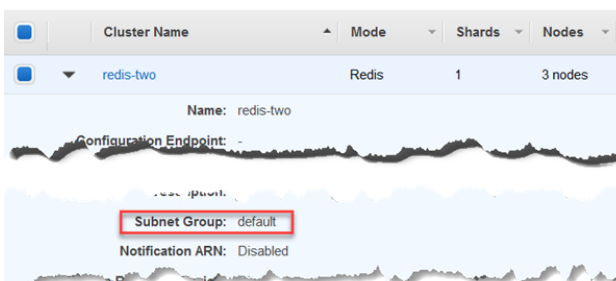 Cluster Name Mode Shards Nodes
redis-two Redis 1 3 nodes
Name: redis-two
Configuration Endpoint: -
Subnet Group: default
Notification ARN: Disabled